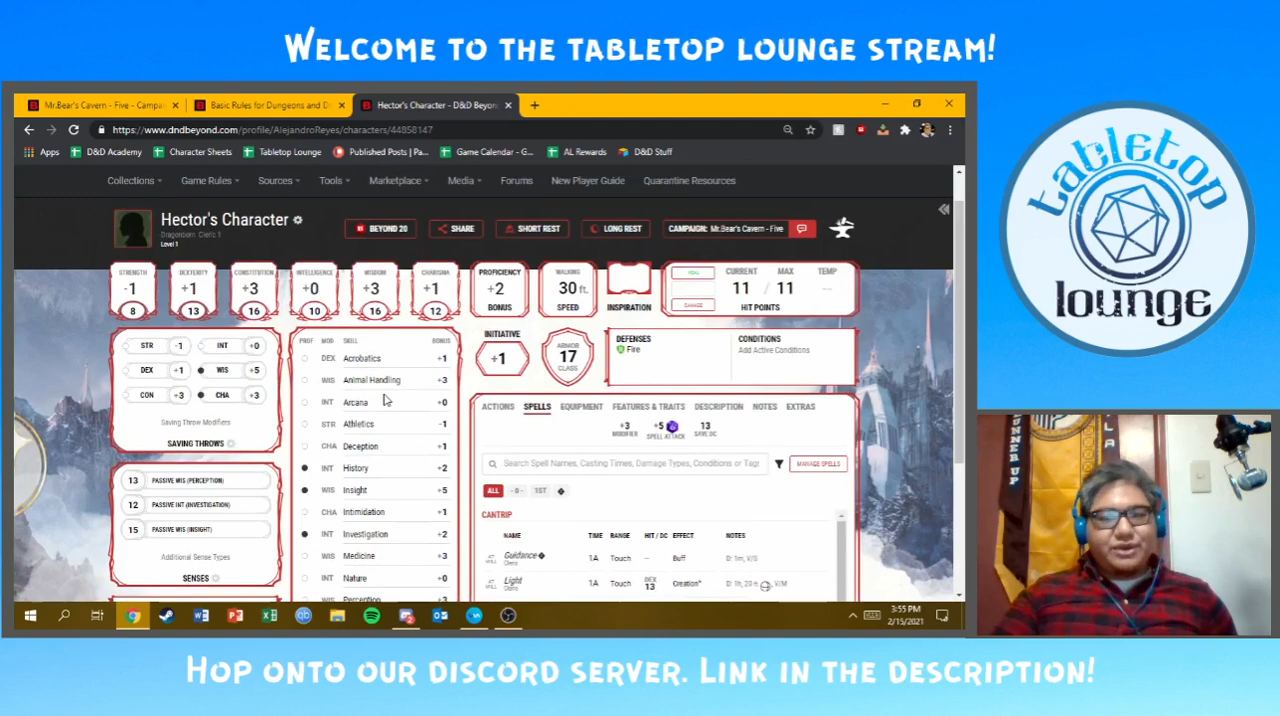 WELCOME TO THE TABLETOP LOUNGE STREAM!
Mr.Bear's Cavern - Five - Campa
Basic Rules for Dungeons and D
Hector's Character - D&D Beyon
https://www.dndbeyond.com/profile/AlejandroReyes/characters/44858147
Apps D&D Academy Character Sheets Tabletop Lounge Published Posts | Pa... Game Calendar - G... AL Rewards D&D Stuff
Collections Game Rules Sources Tools Marketplace Media Forums New Player Guide Quarantine Resources
Hector's Character
Dragonborn Cleric 1
Level 1
BEYOND 20 SHARE SHORT REST LONG REST CAMPAIGN: Mr.Bear's Cavern - Five
STRENGTH DEXTERITY CONSTITUTION INTELLIGENCE WISDOM CHARISMA PROFICIENCY WALKING HEAL CURRENT MAX TEMP
-1 +1 +3 +0 +3 +1 +2 30 ft. 11 / 11 --
8 13 16 10 16 12 BONUS SPEED INSPIRATION DAMAGE HIT POINTS
STR -1 INT +0
DEX +1 WIS +5
CON +3 CHA +3
Saving Throw Modifiers
SAVING THROWS
13 PASSIVE WIS (PERCEPTION)
12 PASSIVE INT (INVESTIGATION)
15 PASSIVE WIS (INSIGHT)
Additional Sense Types
SENSES
PROF MOD SKILL BONUS
DEX Acrobatics +1
WIS Animal Handling +3
INT Arcana +0
STR Athletics -1
CHA Deception +1
INT History +2
WIS Insight +5
CHA Intimidation +1
INT Investigation +2
WIS Medicine +3
INT Nature +0
Perception +3
INITIATIVE
+1
ARMOR
17
CLASS
DEFENSES
Fire
CONDITIONS
Add Active Conditions
ACTIONS SPELLS EQUIPMENT FEATURES & TRAITS DESCRIPTION NOTES EXTRAS
+3 +5 13
MODIFIER SPELL ATTACK SAVE DC
Search Spell Names, Casting Times, Damage Types, Conditions or Tags
MANAGE SPELLS
ALL -0- 1ST
CANTRIP
NAME TIME RANGE HIT / DC EFFECT NOTES
AT WILL Guidance 1A Touch -- Buff D: 1m, V/S
Cleric
AT WILL Light 1A Touch DEX 13 Creation* D: 1h, 20 ft. V/M
Cleric
3:55 PM
2/15/2021
tabletop
lounge
RUNNER UP
LA
HOP ONTO OUR DISCORD SERVER. LINK IN THE DESCRIPTION!